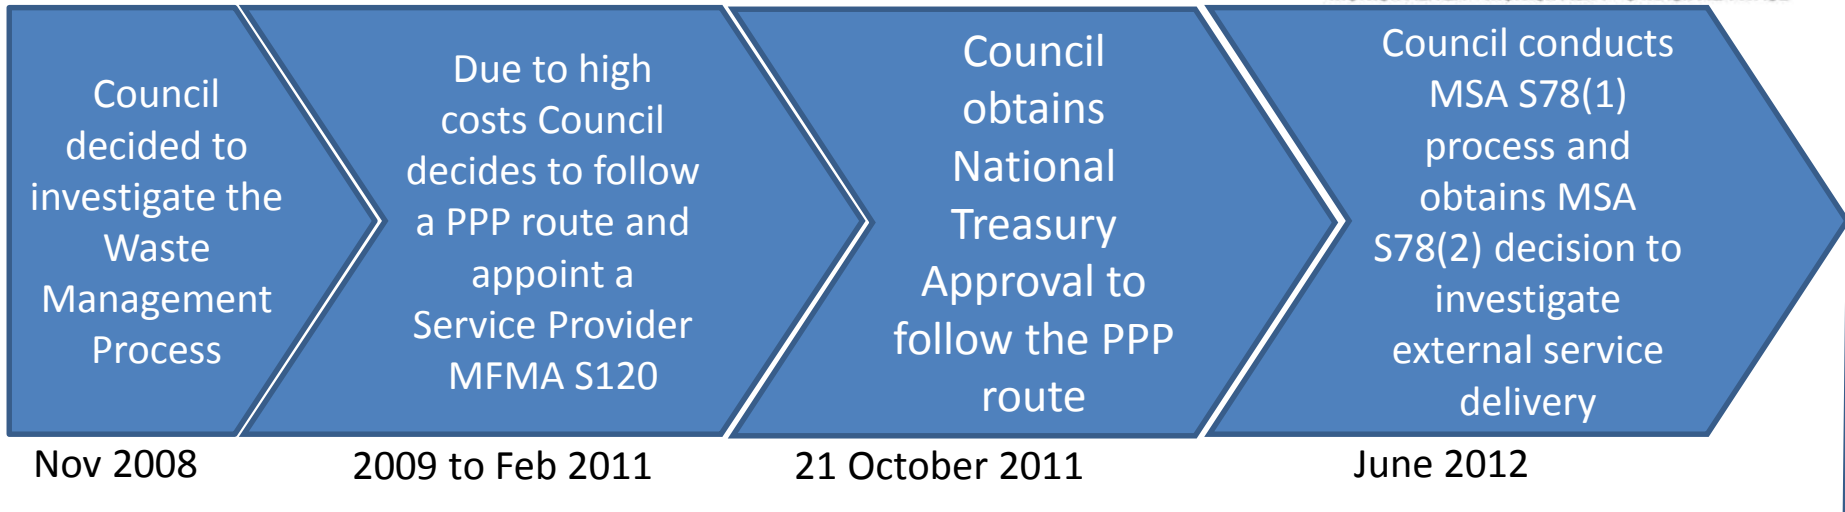 Council
decided to
investigate the
Waste
Management
Process
Due to high
costs Council
decides to follow
a PPP route and
appoint a
Service Provider
MFMA S120
Council
obtains
National
Treasury
Approval to
follow the PPP
route
Council conducts
MSA S78(1)
process and
obtains MSA
S78(2) decision to
investigate
external service
delivery
Nov 2008
2009 to Feb 2011
21 October 2011
June 2012